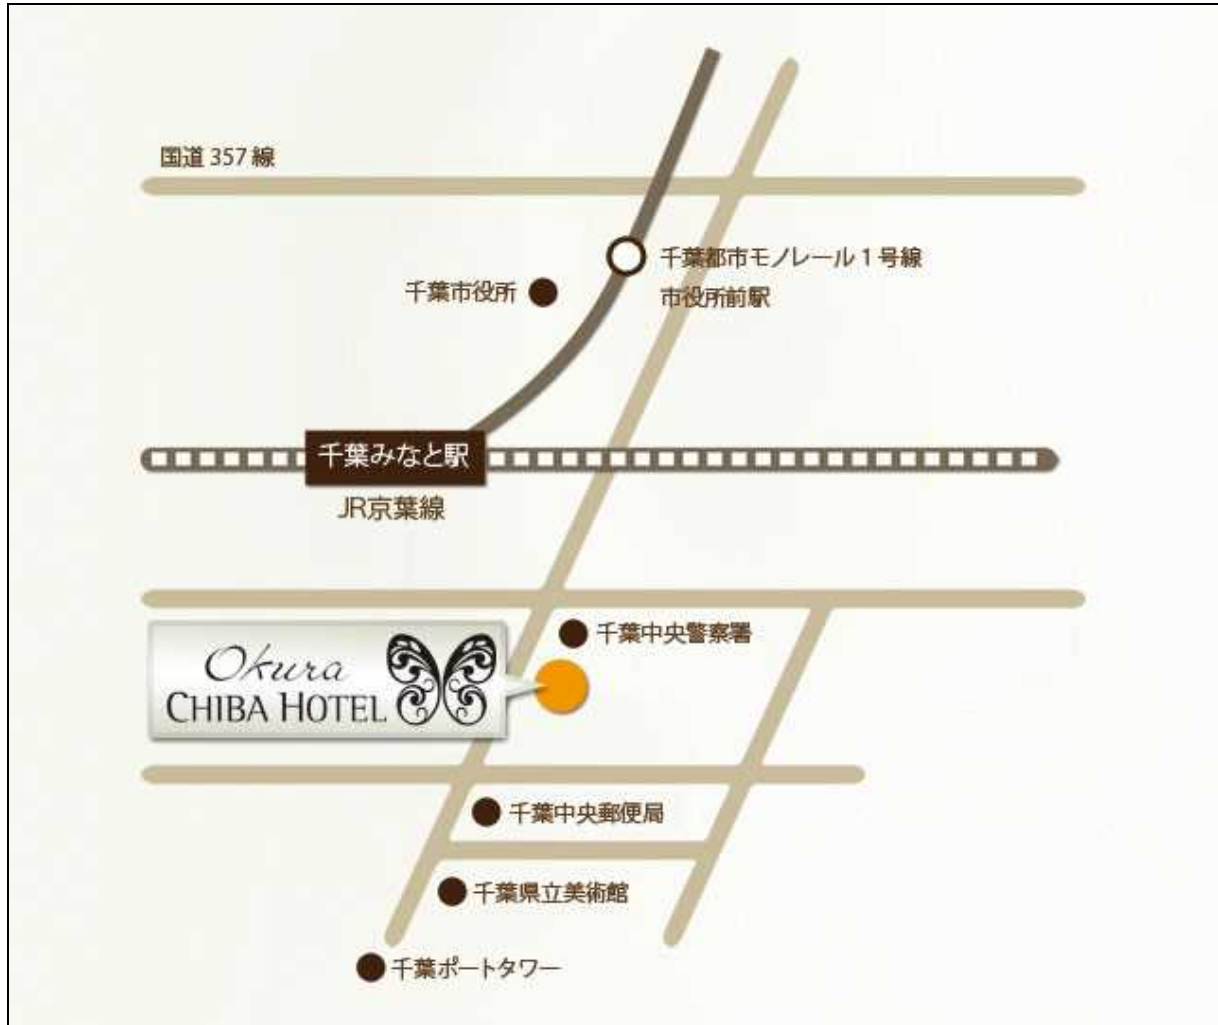 国道 357 線
千葉都市モノレール 1 号線
市役所前駅
千葉市役所
千葉みなと駅
JR京葉線
千葉中央警察署
Okura
CHIBA HOTEL
千葉中央郵便局
千葉県立美術館
千葉ポートタワー